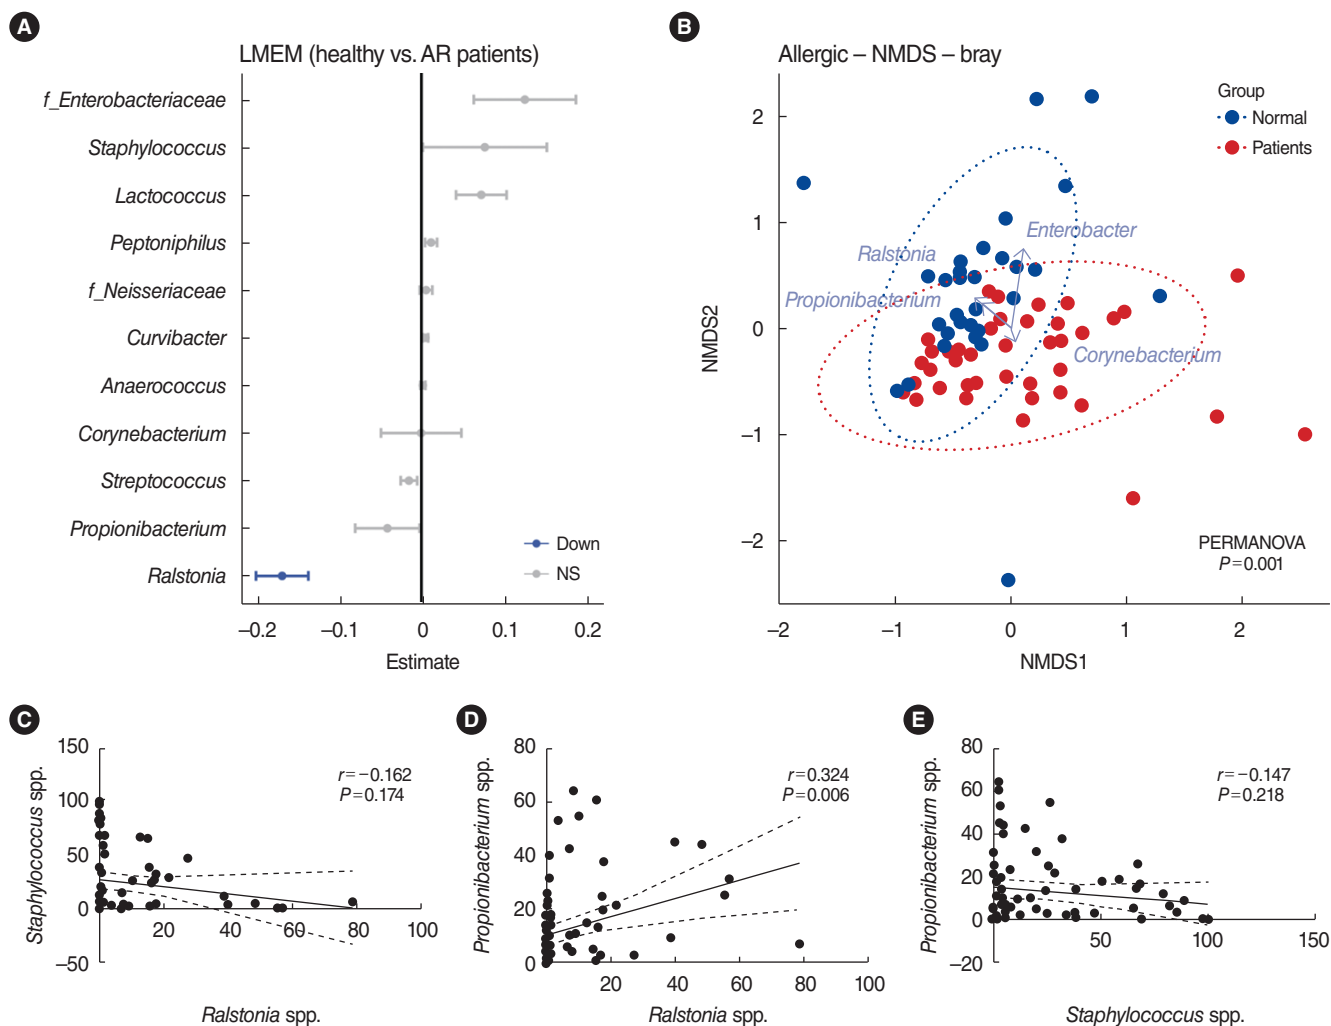 A
LMEM (healthy vs. AR patients)
f_Enterobacteriaceae
Staphylococcus
Lactococcus
Peptoniphilus
f_Neisseriaceae
Curvibacter
Anaerococcus
Corynebacterium
Streptococcus
Propionibacterium
Ralstonia
Down
NS
–0.2
–0.1
0
0.1
0.2
Estimate
B
Allergic – NMDS – bray
Group
Normal
Patients
Enterobacter
Ralstonia
Propionibacterium
Corynebacterium
NMDS2
2
1
0
–1
–2
PERMANOVA
P=0.001
–2
–1
0
1
2
NMDS1
C
Staphylococcus spp.
150
100
50
0
–50
r=–0.162
P=0.174
20
40
60
80
100
Ralstonia spp.
D
Propionibacterium spp.
80
60
40
20
0
r=0.324
P=0.006
20
40
60
80
100
Ralstonia spp.
E
Propionibacterium spp.
80
60
40
20
0
–20
r=–0.147
P=0.218
50
100
150
Staphylococcus spp.